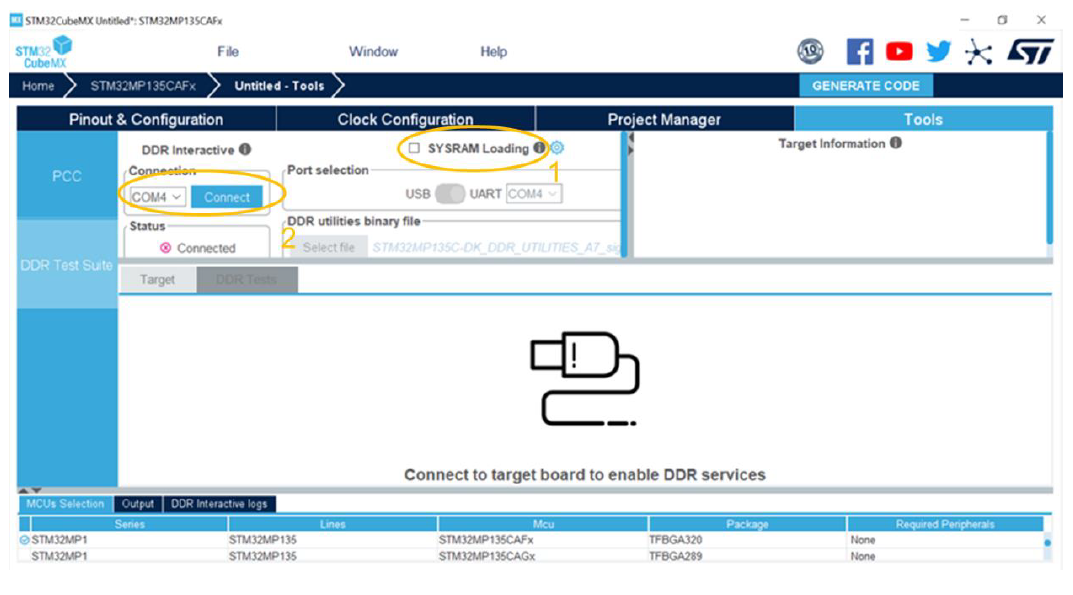 MX STM32CubeMX Untitled*: STM32MP135CAFx
STM32 CubeMX
File Window Help
10
Home STM32MP135CAFx Untitled - Tools GENERATE CODE
Pinout & Configuration Clock Configuration Project Manager Tools
PCC
DDR Test Suite
DDR Interactive
SYSRAM Loading
1
Connection
COM4 Connect
Port selection
USB UART COM4
Status
Connected
2
DDR utilities binary file
Select file STM32MP135C-DK_DDR_UTILITIES_A7_sig
Target Information
Target DDR Tests
Connect to target board to enable DDR services
MCUs Selection Output DDR Interactive logs
Series Lines Mcu Package Required Peripherals
STM32MP1 STM32MP135 STM32MP135CAFx TFBGA320 None
STM32MP1 STM32MP135 STM32MP135CAGx TFBGA289 None